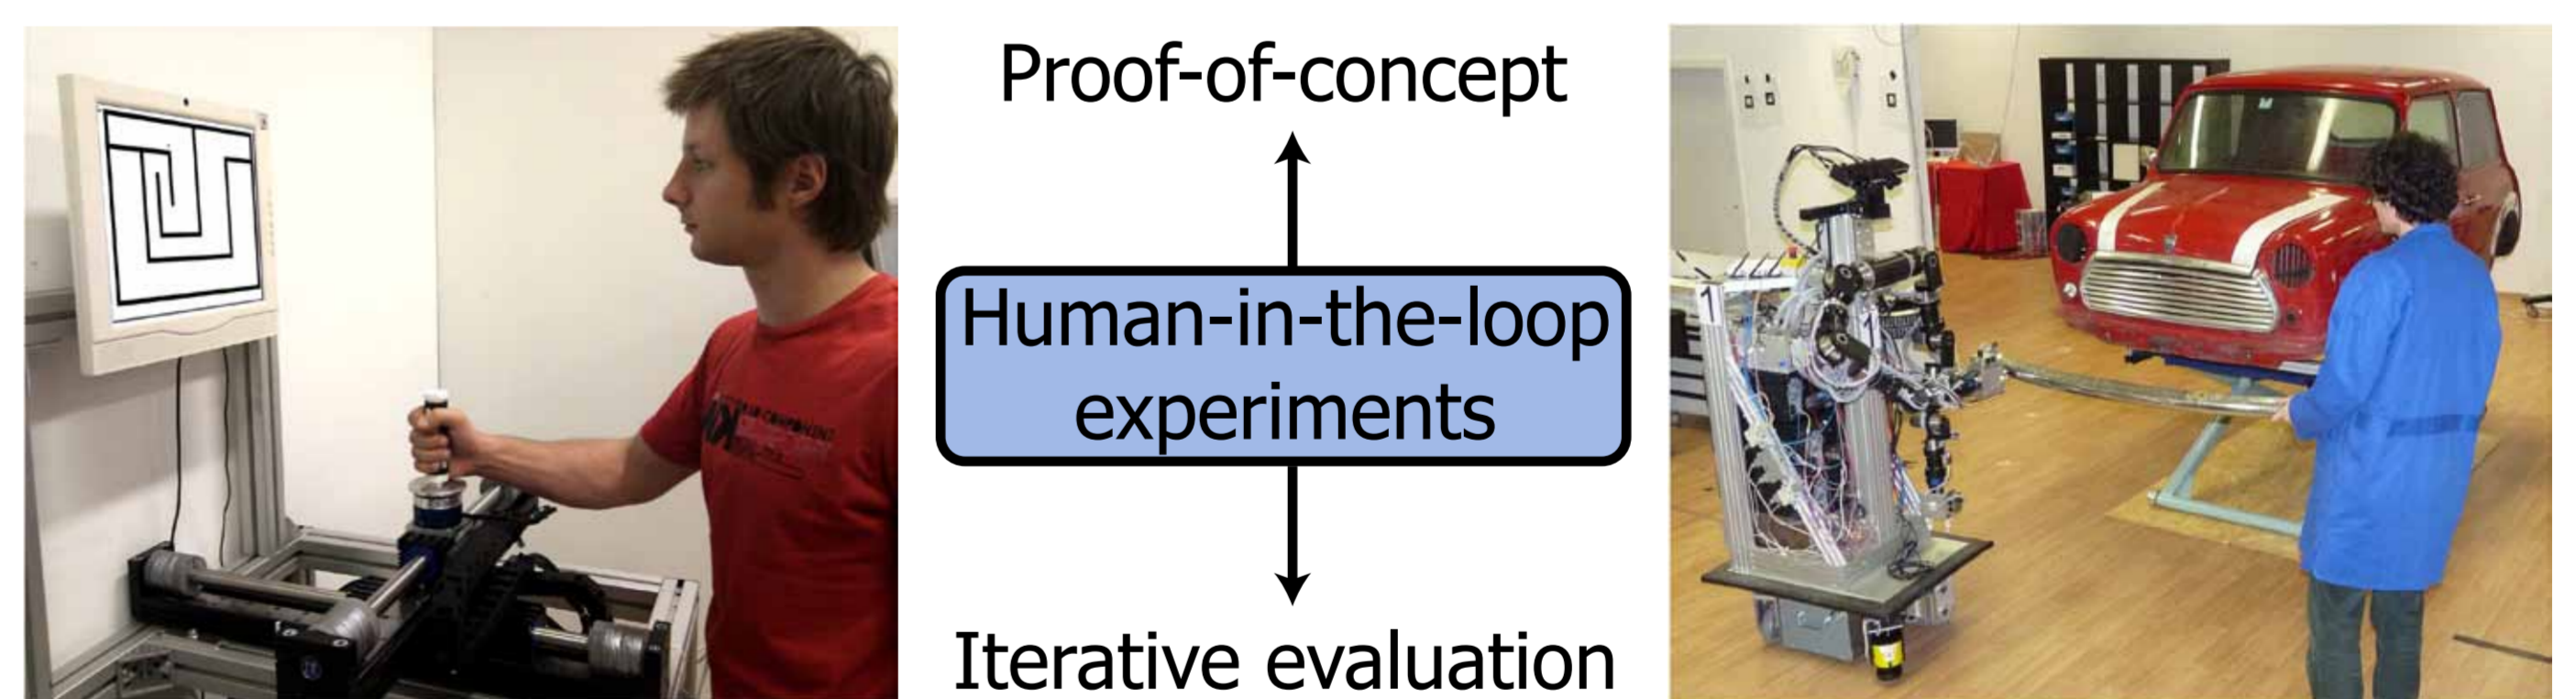 Proof-of-concept
Human-in-the-loop
experiments
Iterative evaluation